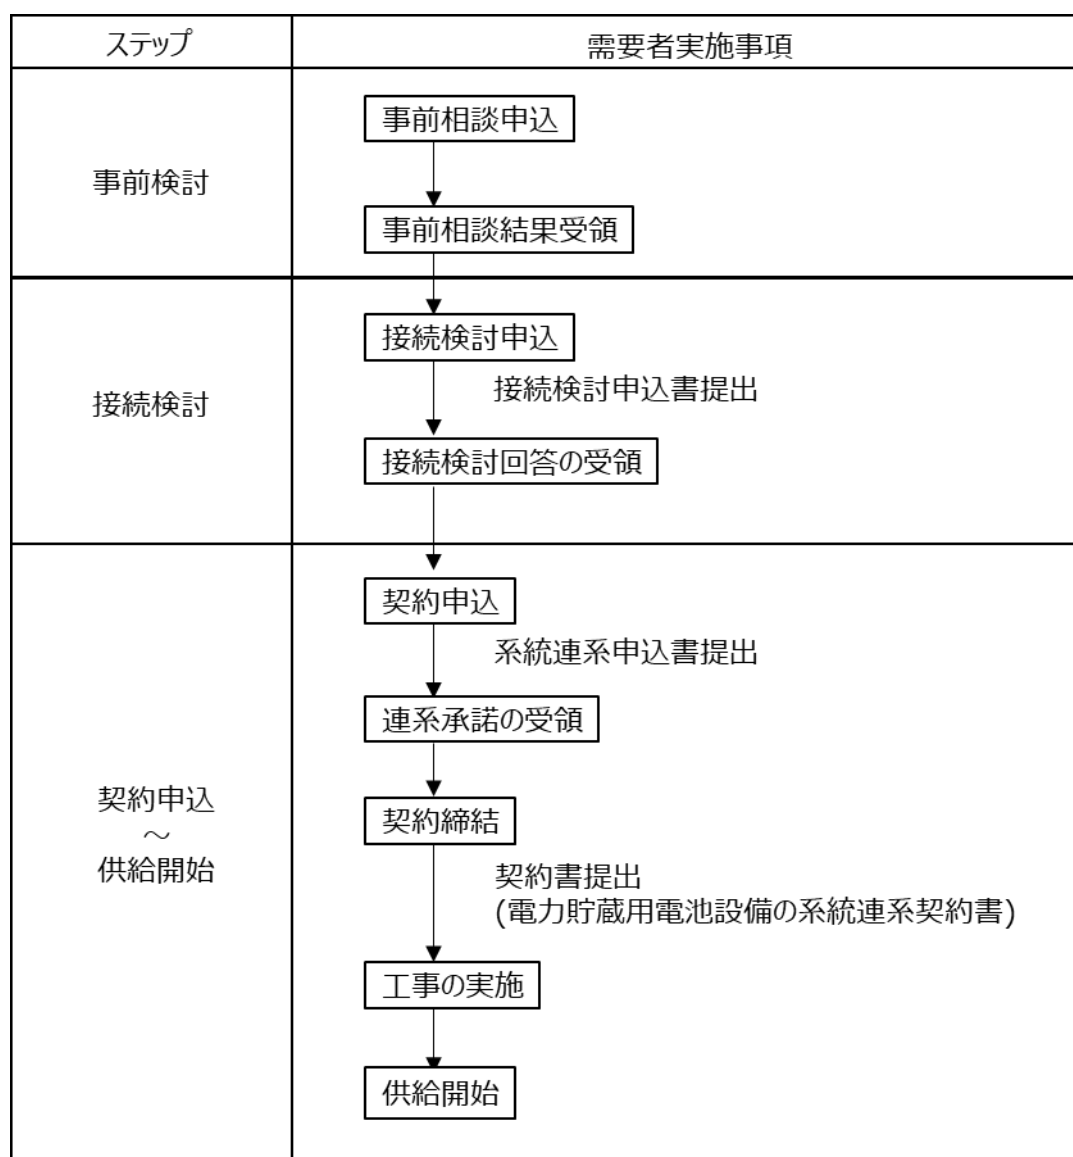 ステップ
需要者実施事項
事前検討
事前相談申込
事前相談結果受領
接続検討
接続検討申込
接続検討申込書提出
接続検討回答の受領
契約申込
～
供給開始
契約申込
系統連系申込書提出
連系承諾の受領
契約締結
契約書提出
(電力貯蔵用電池設備の系統連系契約書)
工事の実施
供給開始